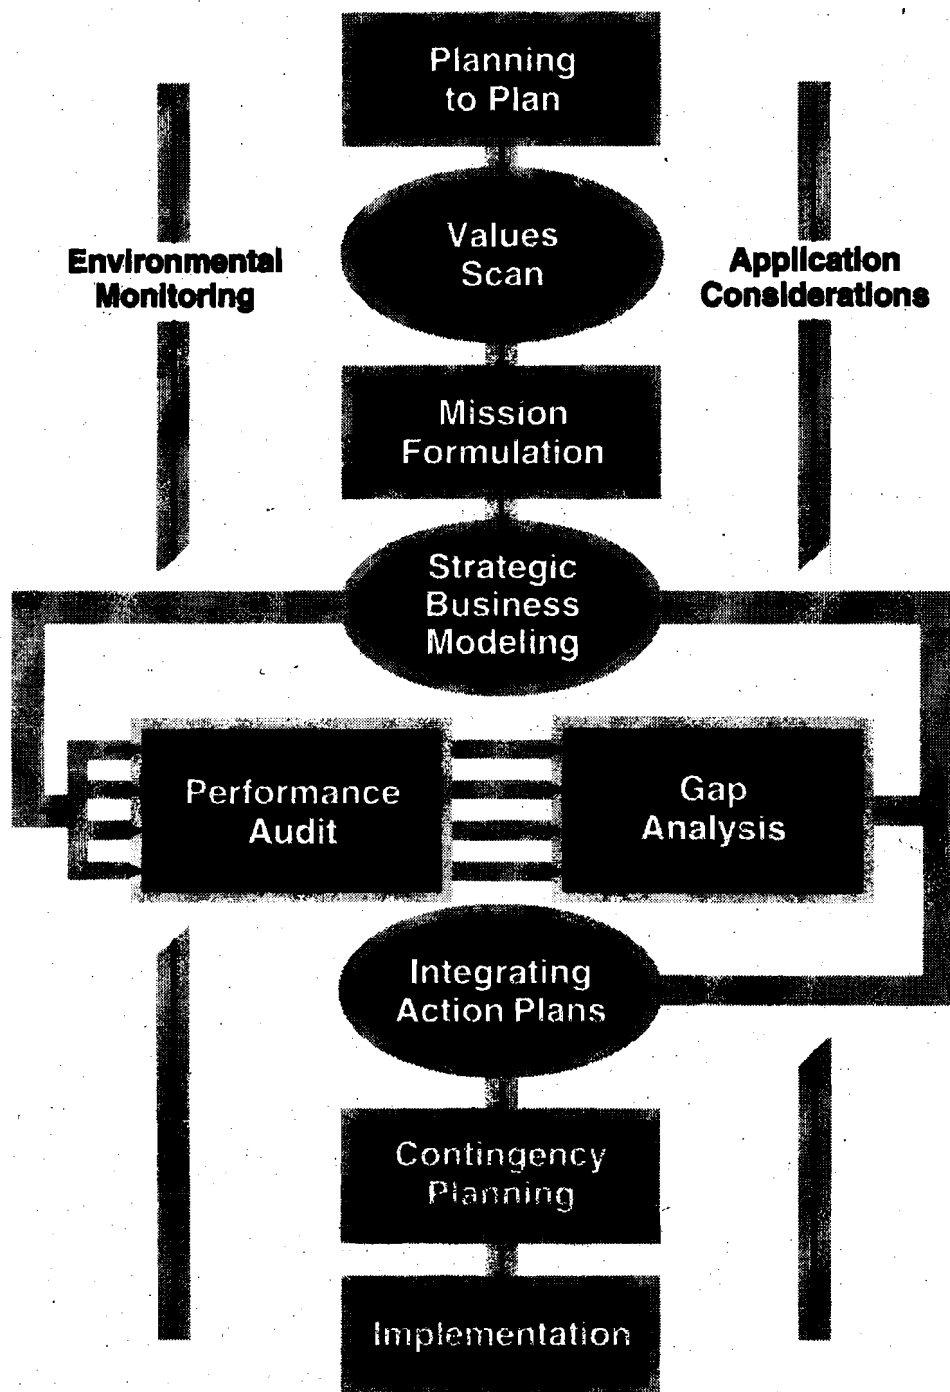 Planning
to Plan
Values
Scan
Environmental
Monitoring
Application
Considerations
Mission
Formulation
Strategic
Business
Modeling
Performance
Audit
Gap
Analysis
Integrating
Action Plans
Contingency
Planning
Implementation